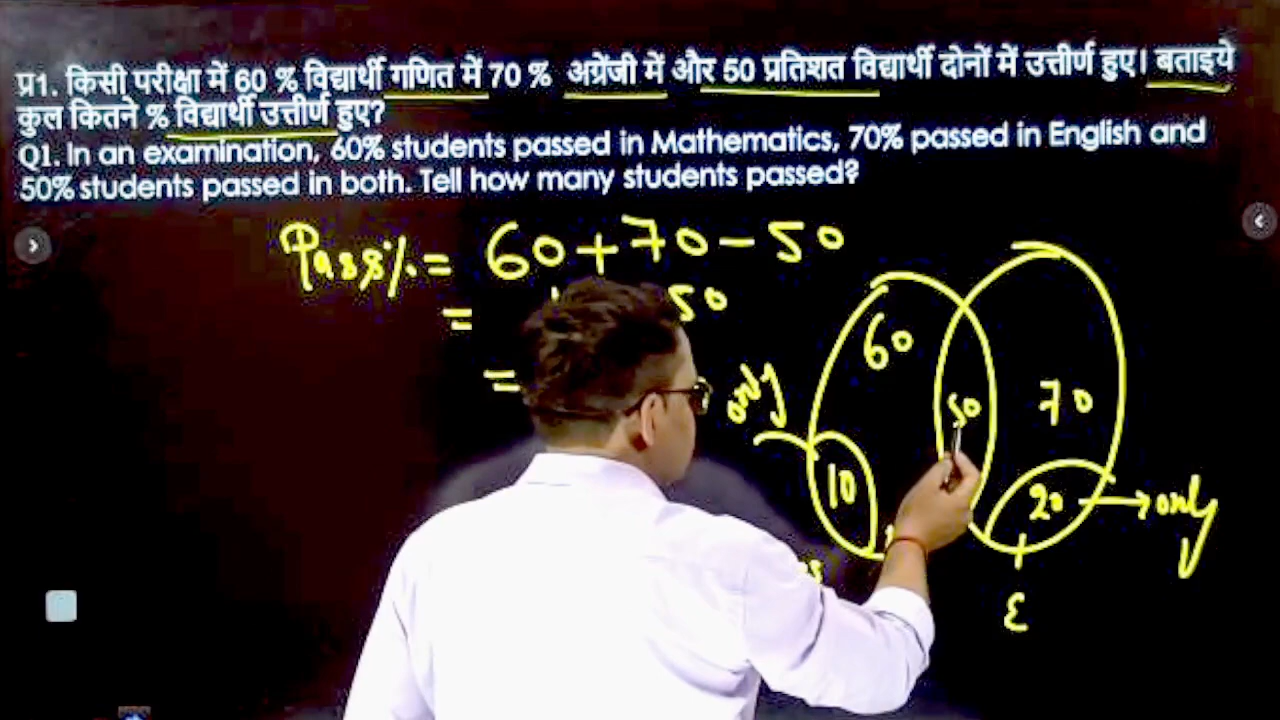 प्र1. किसी परीक्षा में 60 % विद्यार्थी गणित में 70 % अग्रेंजी में और 50 प्रतिशत विद्यार्थी दोनों में उत्तीर्ण हुए। बताइये
कुल कितने % विद्यार्थी उत्तीर्ण हुए?
Q1. In an examination, 60% students passed in Mathematics, 70% passed in English and
50% students passed in both. Tell how many students passed?
Pass% = 60 + 70 - 50
= 50
=
60
only
50
70
10
20 → only
E